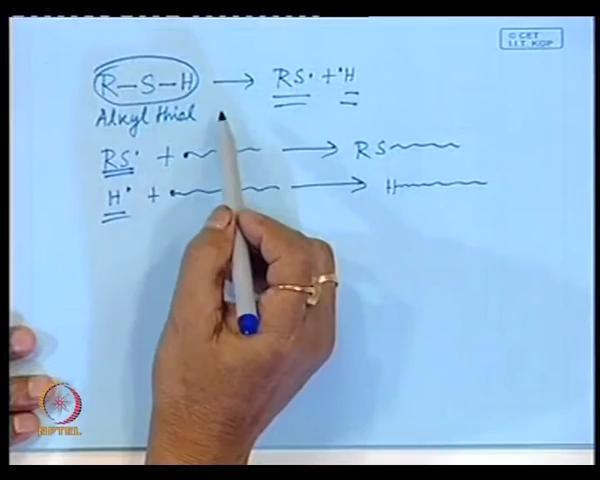 © CET
I.I.T. KGP
R—S—H → RS• + •H
Alkyl thiol
RS• + •~~~ → RS~~~
H• + •~~~ → H~~~
NPTEL